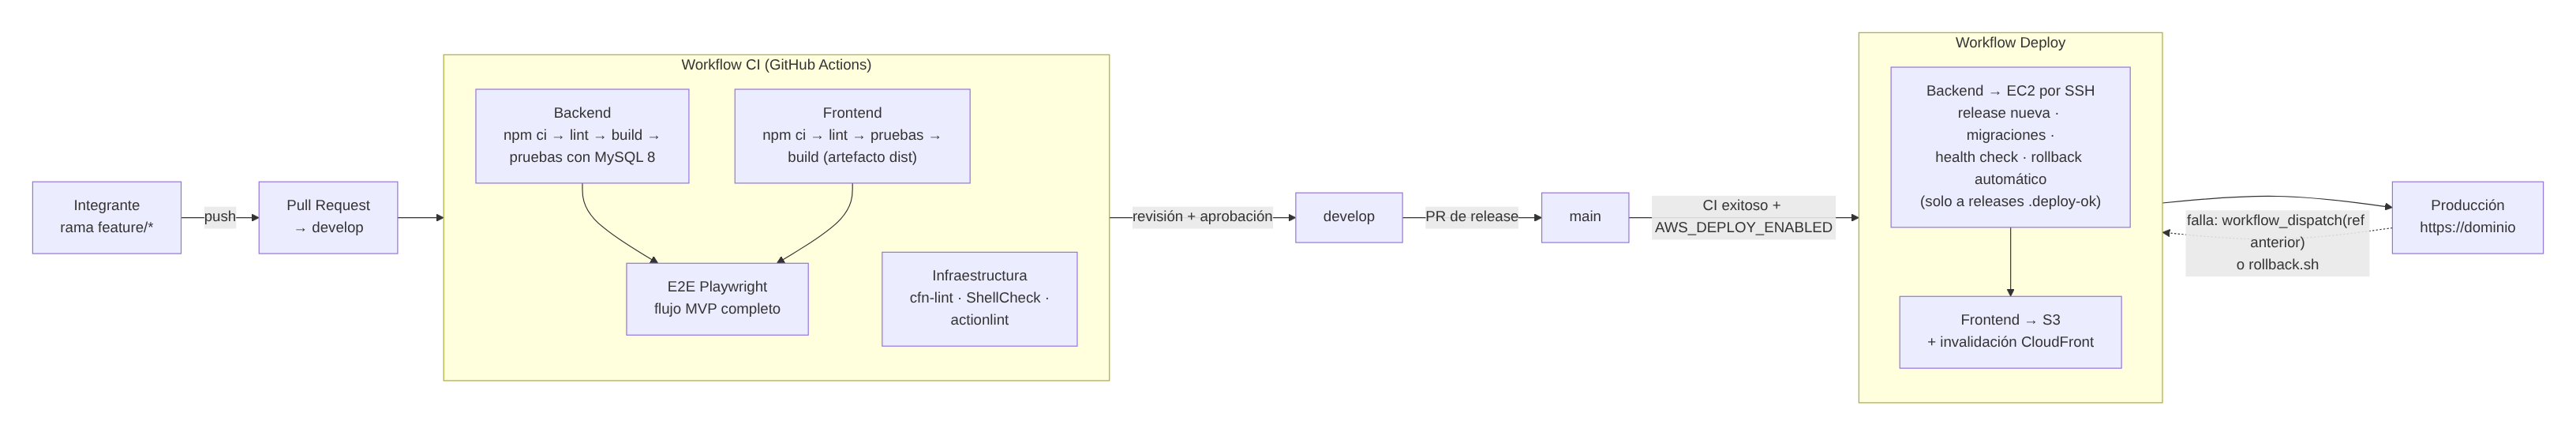 Integrante
rama feature/*
push
Pull Request
→ develop
Workflow CI (GitHub Actions)
Backend
npm ci → lint → build →
pruebas con MySQL 8
Frontend
npm ci → lint → pruebas →
build (artefacto dist)
E2E Playwright
flujo MVP completo
Infraestructura
cfn-lint · ShellCheck ·
actionlint
revisión + aprobación
develop
PR de release
main
CI exitoso +
AWS_DEPLOY_ENABLED
Workflow Deploy
Backend → EC2 por SSH
release nueva ·
migraciones ·
health check · rollback
automático
(solo a releases .deploy-ok)
Frontend → S3
+ invalidación CloudFront
falla: workflow_dispatch(ref
anterior)
o rollback.sh
Producción
https://dominio